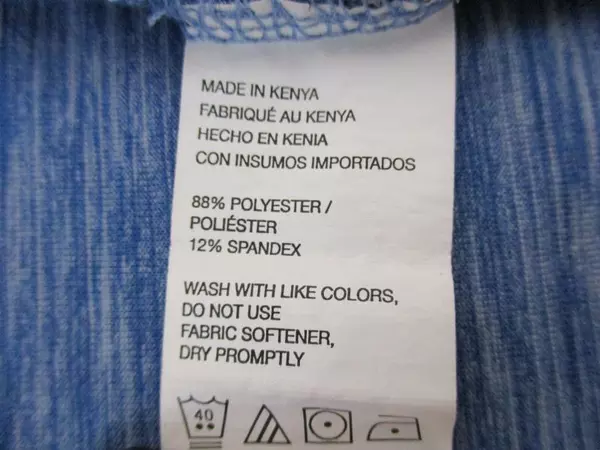 MADE IN KENYA
FABRIQUÉ AU KENYA
HECHO EN KENIA
CON INSUMOS IMPORTADOS
88% POLYESTER /
POLIÉSTER
12% SPANDEX
WASH WITH LIKE COLORS,
DO NOT USE
FABRIC SOFTENER,
DRY PROMPTLY
40